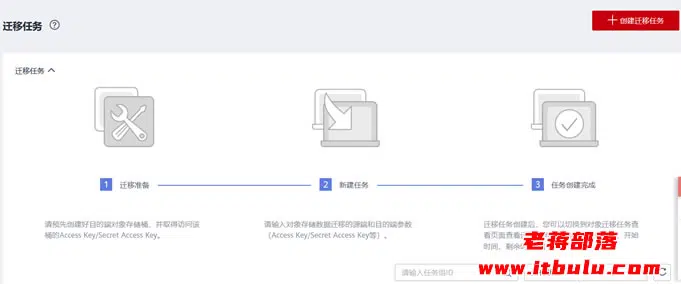 迁移任务
+ 创建迁移任务
迁移任务
1 迁移准备
2 新建任务
3 任务创建完成
请预先创建好目的端对象存储桶，并取得访问该
桶的Access Key/Secret Access Key。
请输入对象存储数据迁移的源端和目的端参数
（Access Key/Secret Access Key等）。
迁移任务创建后，您可以切换到对象迁移任务查
看页面查看
开始
时间，剩余
老蒋部落
www.itbulu.com
请输入任务组ID